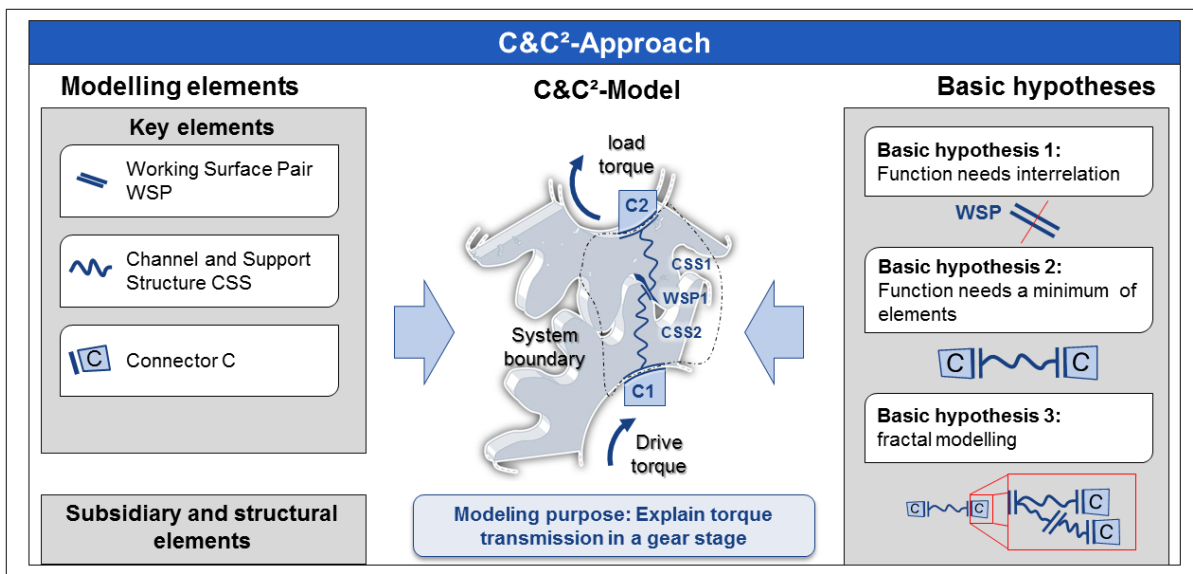 C&C²-Approach
Modelling elements
Key elements
Working Surface Pair
WSP
Channel and Support
Structure CSS
C
Connector C
Subsidiary and structural
elements
C&C²-Model
load
torque
C2
CSS1
WSP1
CSS2
System
boundary
C1
Drive
torque
Modeling purpose: Explain torque
transmission in a gear stage
Basic hypotheses
Basic hypothesis 1:
Function needs interrelation
WSP
Basic hypothesis 2:
Function needs a minimum of
elements
C C
Basic hypothesis 3:
fractal modelling
C C C
C